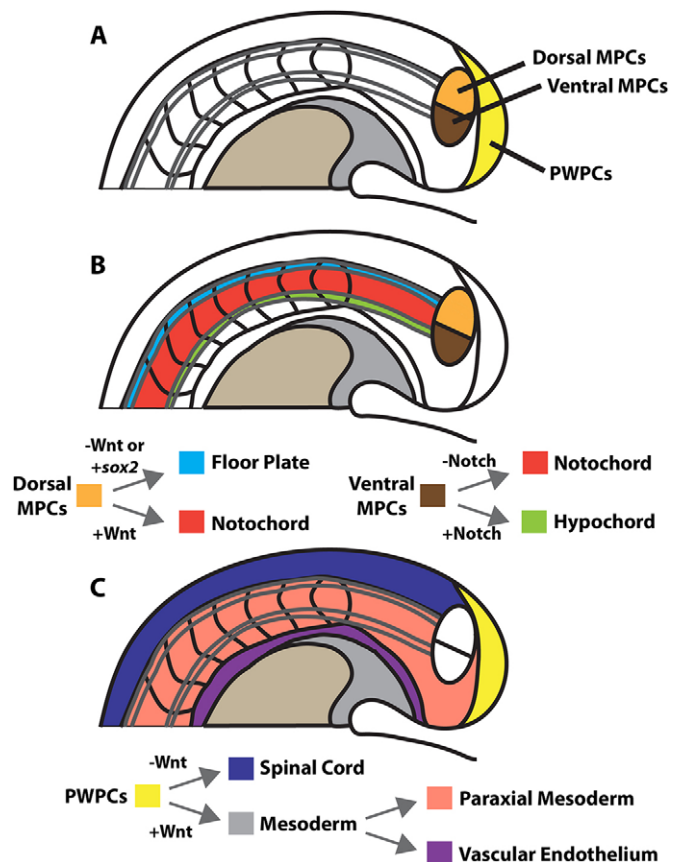 A
Dorsal MPCs
Ventral MPCs
PWPCs
B
-Wnt or
+sox2
Floor Plate
Dorsal
MPCs
+Wnt
Notochord
-Notch
Notochord
Ventral
MPCs
+Notch
Hypochord
C
-Wnt
Spinal Cord
PWPCs
+Wnt
Mesoderm
Paraxial Mesoderm
Vascular Endothelium